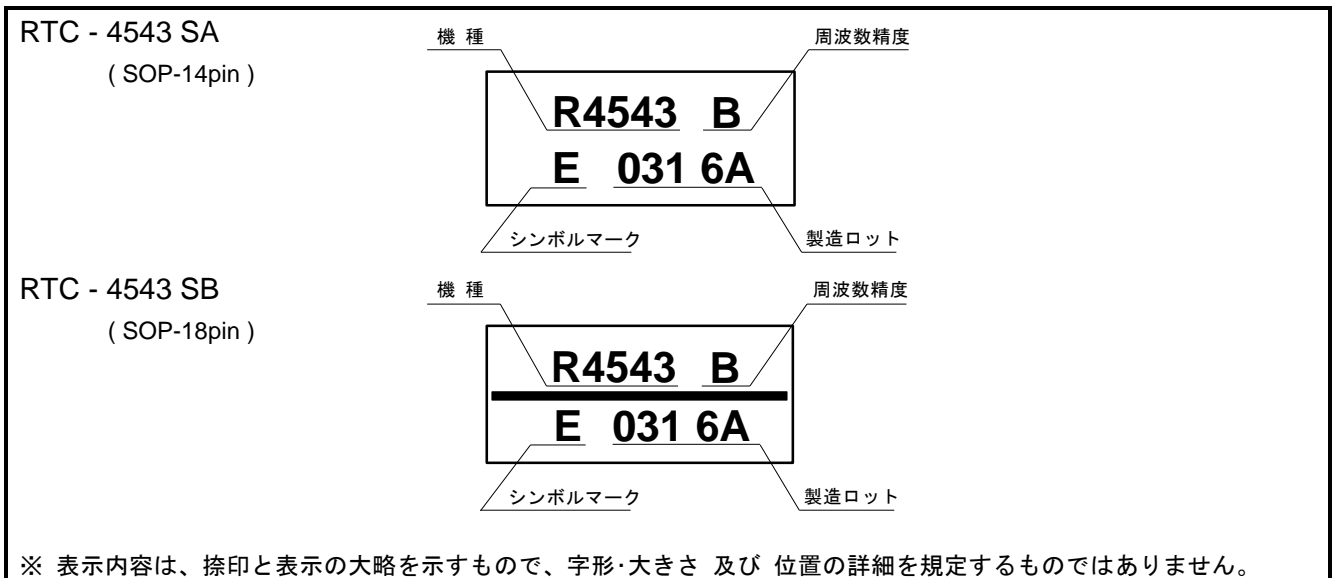 RTC - 4543 SA
( SOP-14pin )
機 種
周波数精度
R4543 B
E 031 6A
シンボルマーク
製造ロット
RTC - 4543 SB
( SOP-18pin )
機 種
周波数精度
R4543 B
E 031 6A
シンボルマーク
製造ロット
※ 表示内容は、捺印と表示の大略を示すもので、字形･大きさ 及び 位置の詳細を規定するものではありません。